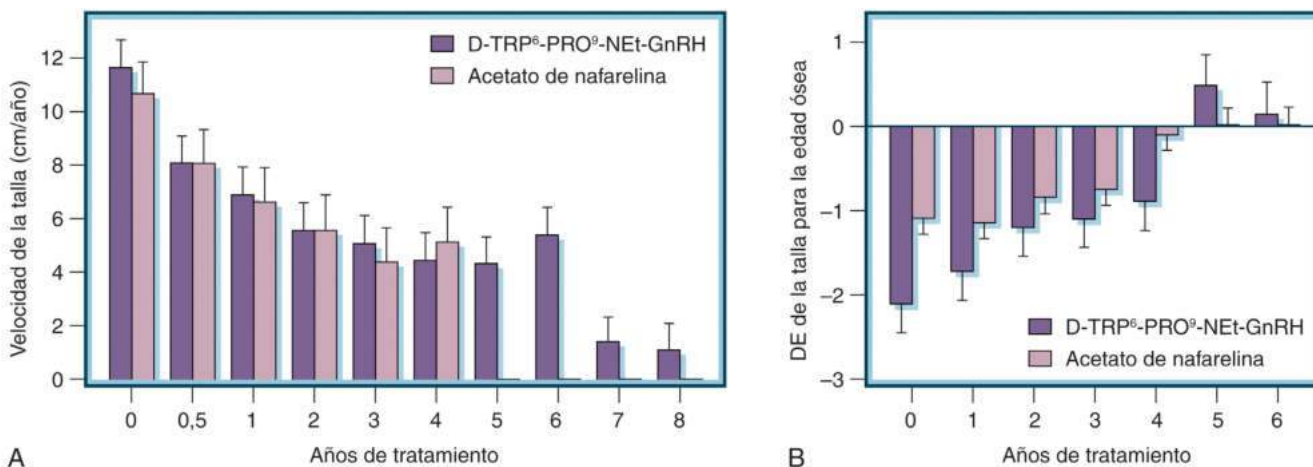 D-TRP⁶-PRO⁹-NEt-GnRH
Acetato de nafarelina
Velocidad de la talla (cm/año)
12
10
8
6
4
2
0
0 0,5 1 2 3 4 5 6 7 8
Años de tratamiento
A
DE de la talla para la edad ósea
1
0
–1
–2
–3
D-TRP⁶-PRO⁹-NEt-GnRH
Acetato de nafarelina
0 1 2 3 4 5 6
Años de tratamiento
B